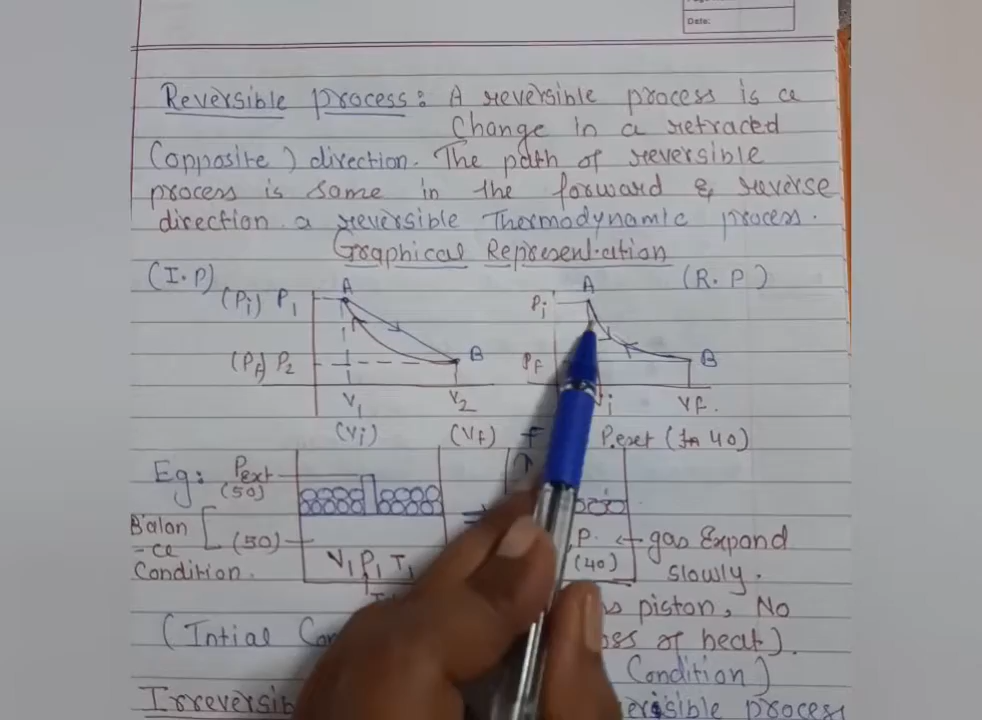 Date:
Reversible process: A reversible process is a
Change in a retraced
(opposite) direction. The path of reversible
process is same in the forward & reverse
direction a reversible Thermodynamic process.
Graphical Representation
(I.P) (R.P)
A A
(Pi) P1 Pi
B B
(Pf) P2 Pf
V1 V2 i VF.
(Vi) (Vf) P.exet (to 40)
Eg: Pext
(50)
Balan
-ce
Condition. (50)
V1 P1 T1
P. ← gas Expand
(40) slowly.
piston, No
(Intial of heat).
Condition)
process